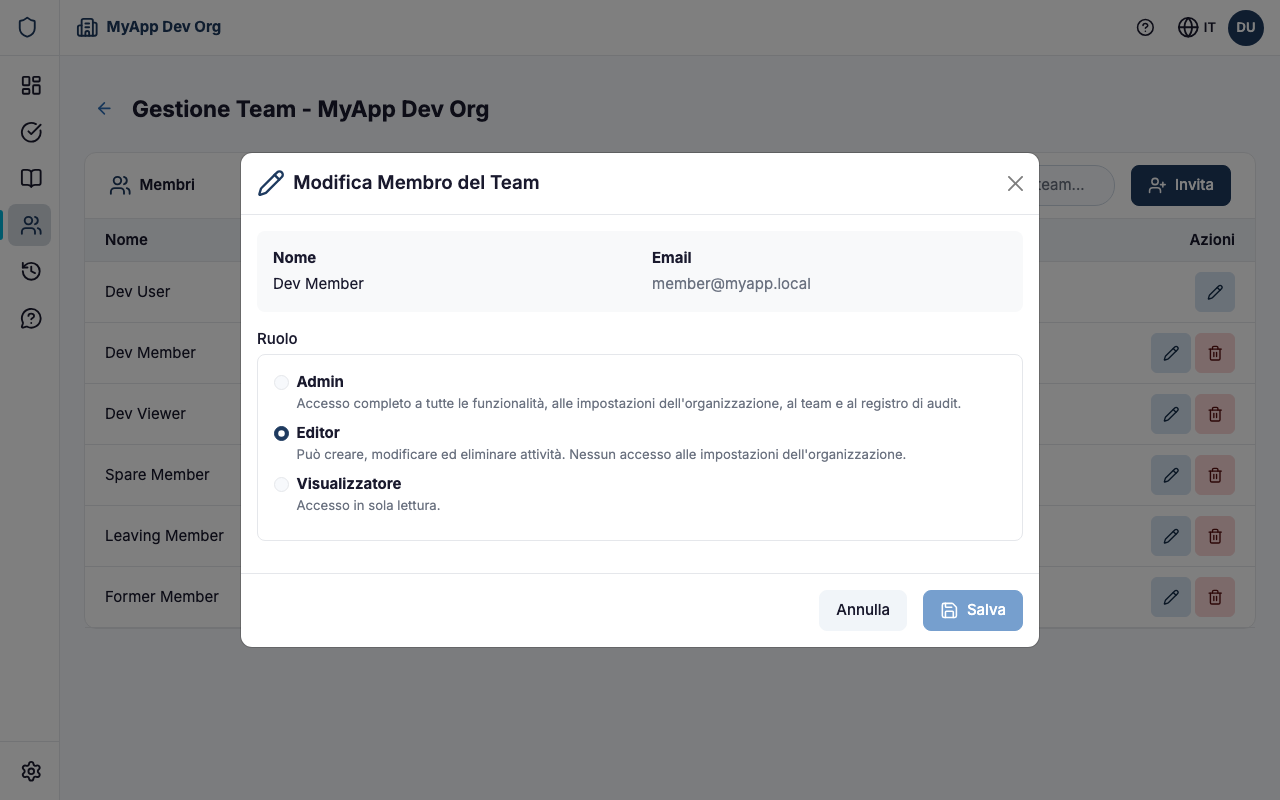 MyApp Dev Org
IT
DU
Gestione Team - MyApp Dev Org
Membri
team...
Invita
Nome
Azioni
Dev User
Dev Member
Dev Viewer
Spare Member
Leaving Member
Former Member
Modifica Membro del Team
Nome
Email
Dev Member
member@myapp.local
Ruolo
Admin
Accesso completo a tutte le funzionalità, alle impostazioni dell'organizzazione, al team e al registro di audit.
Editor
Può creare, modificare ed eliminare attività. Nessun accesso alle impostazioni dell'organizzazione.
Visualizzatore
Accesso in sola lettura.
Annulla
Salva